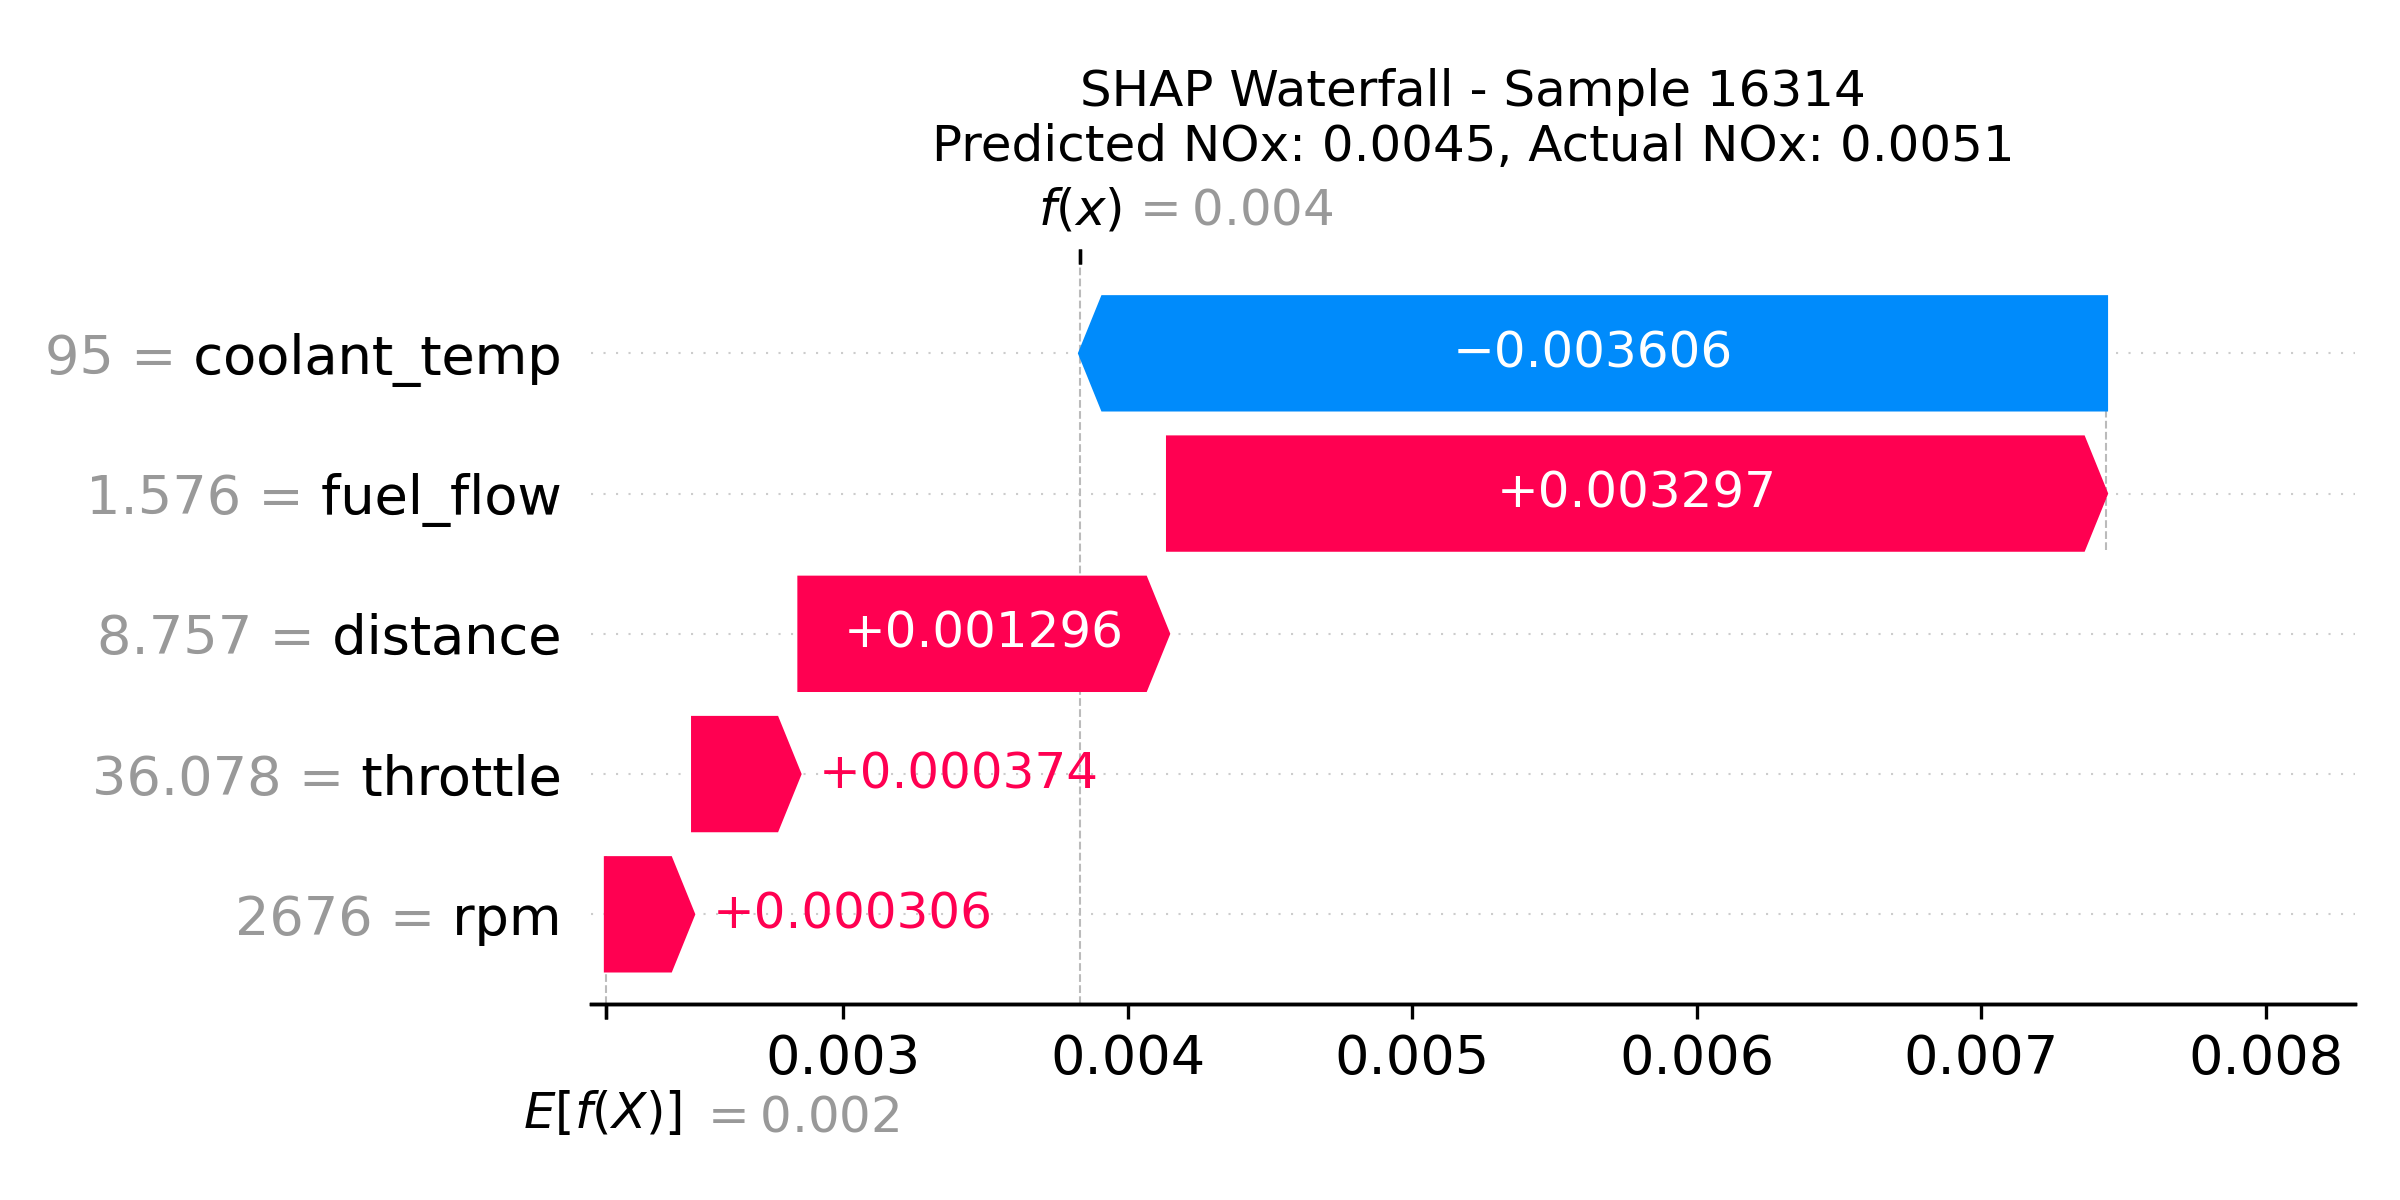 SHAP Waterfall - Sample 16314
Predicted NOx: 0.0045, Actual NOx: 0.0051
f(x) = 0.004
95 = coolant_temp
−0.003606
1.576 = fuel_flow
+0.003297
8.757 = distance
+0.001296
36.078 = throttle
+0.000374
2676 = rpm
+0.000306
0.003 0.004 0.005 0.006 0.007 0.008
E[f(X)] = 0.002